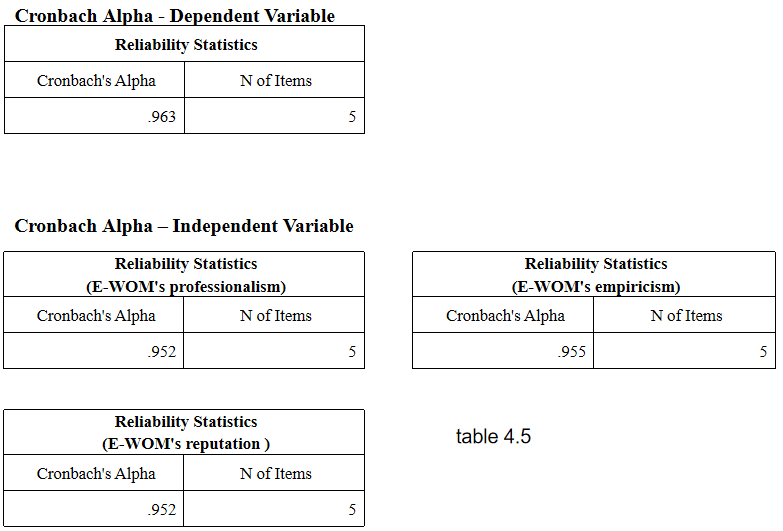 Cronbach Alpha - Dependent Variable
Reliability Statistics
Cronbach's Alpha N of Items
.963 5
Cronbach Alpha – Independent Variable
Reliability Statistics
(E-WOM's professionalism)
Cronbach's Alpha N of Items
.952 5
Reliability Statistics
(E-WOM's empiricism)
Cronbach's Alpha N of Items
.955 5
Reliability Statistics
(E-WOM's reputation )
Cronbach's Alpha N of Items
.952 5
table 4.5